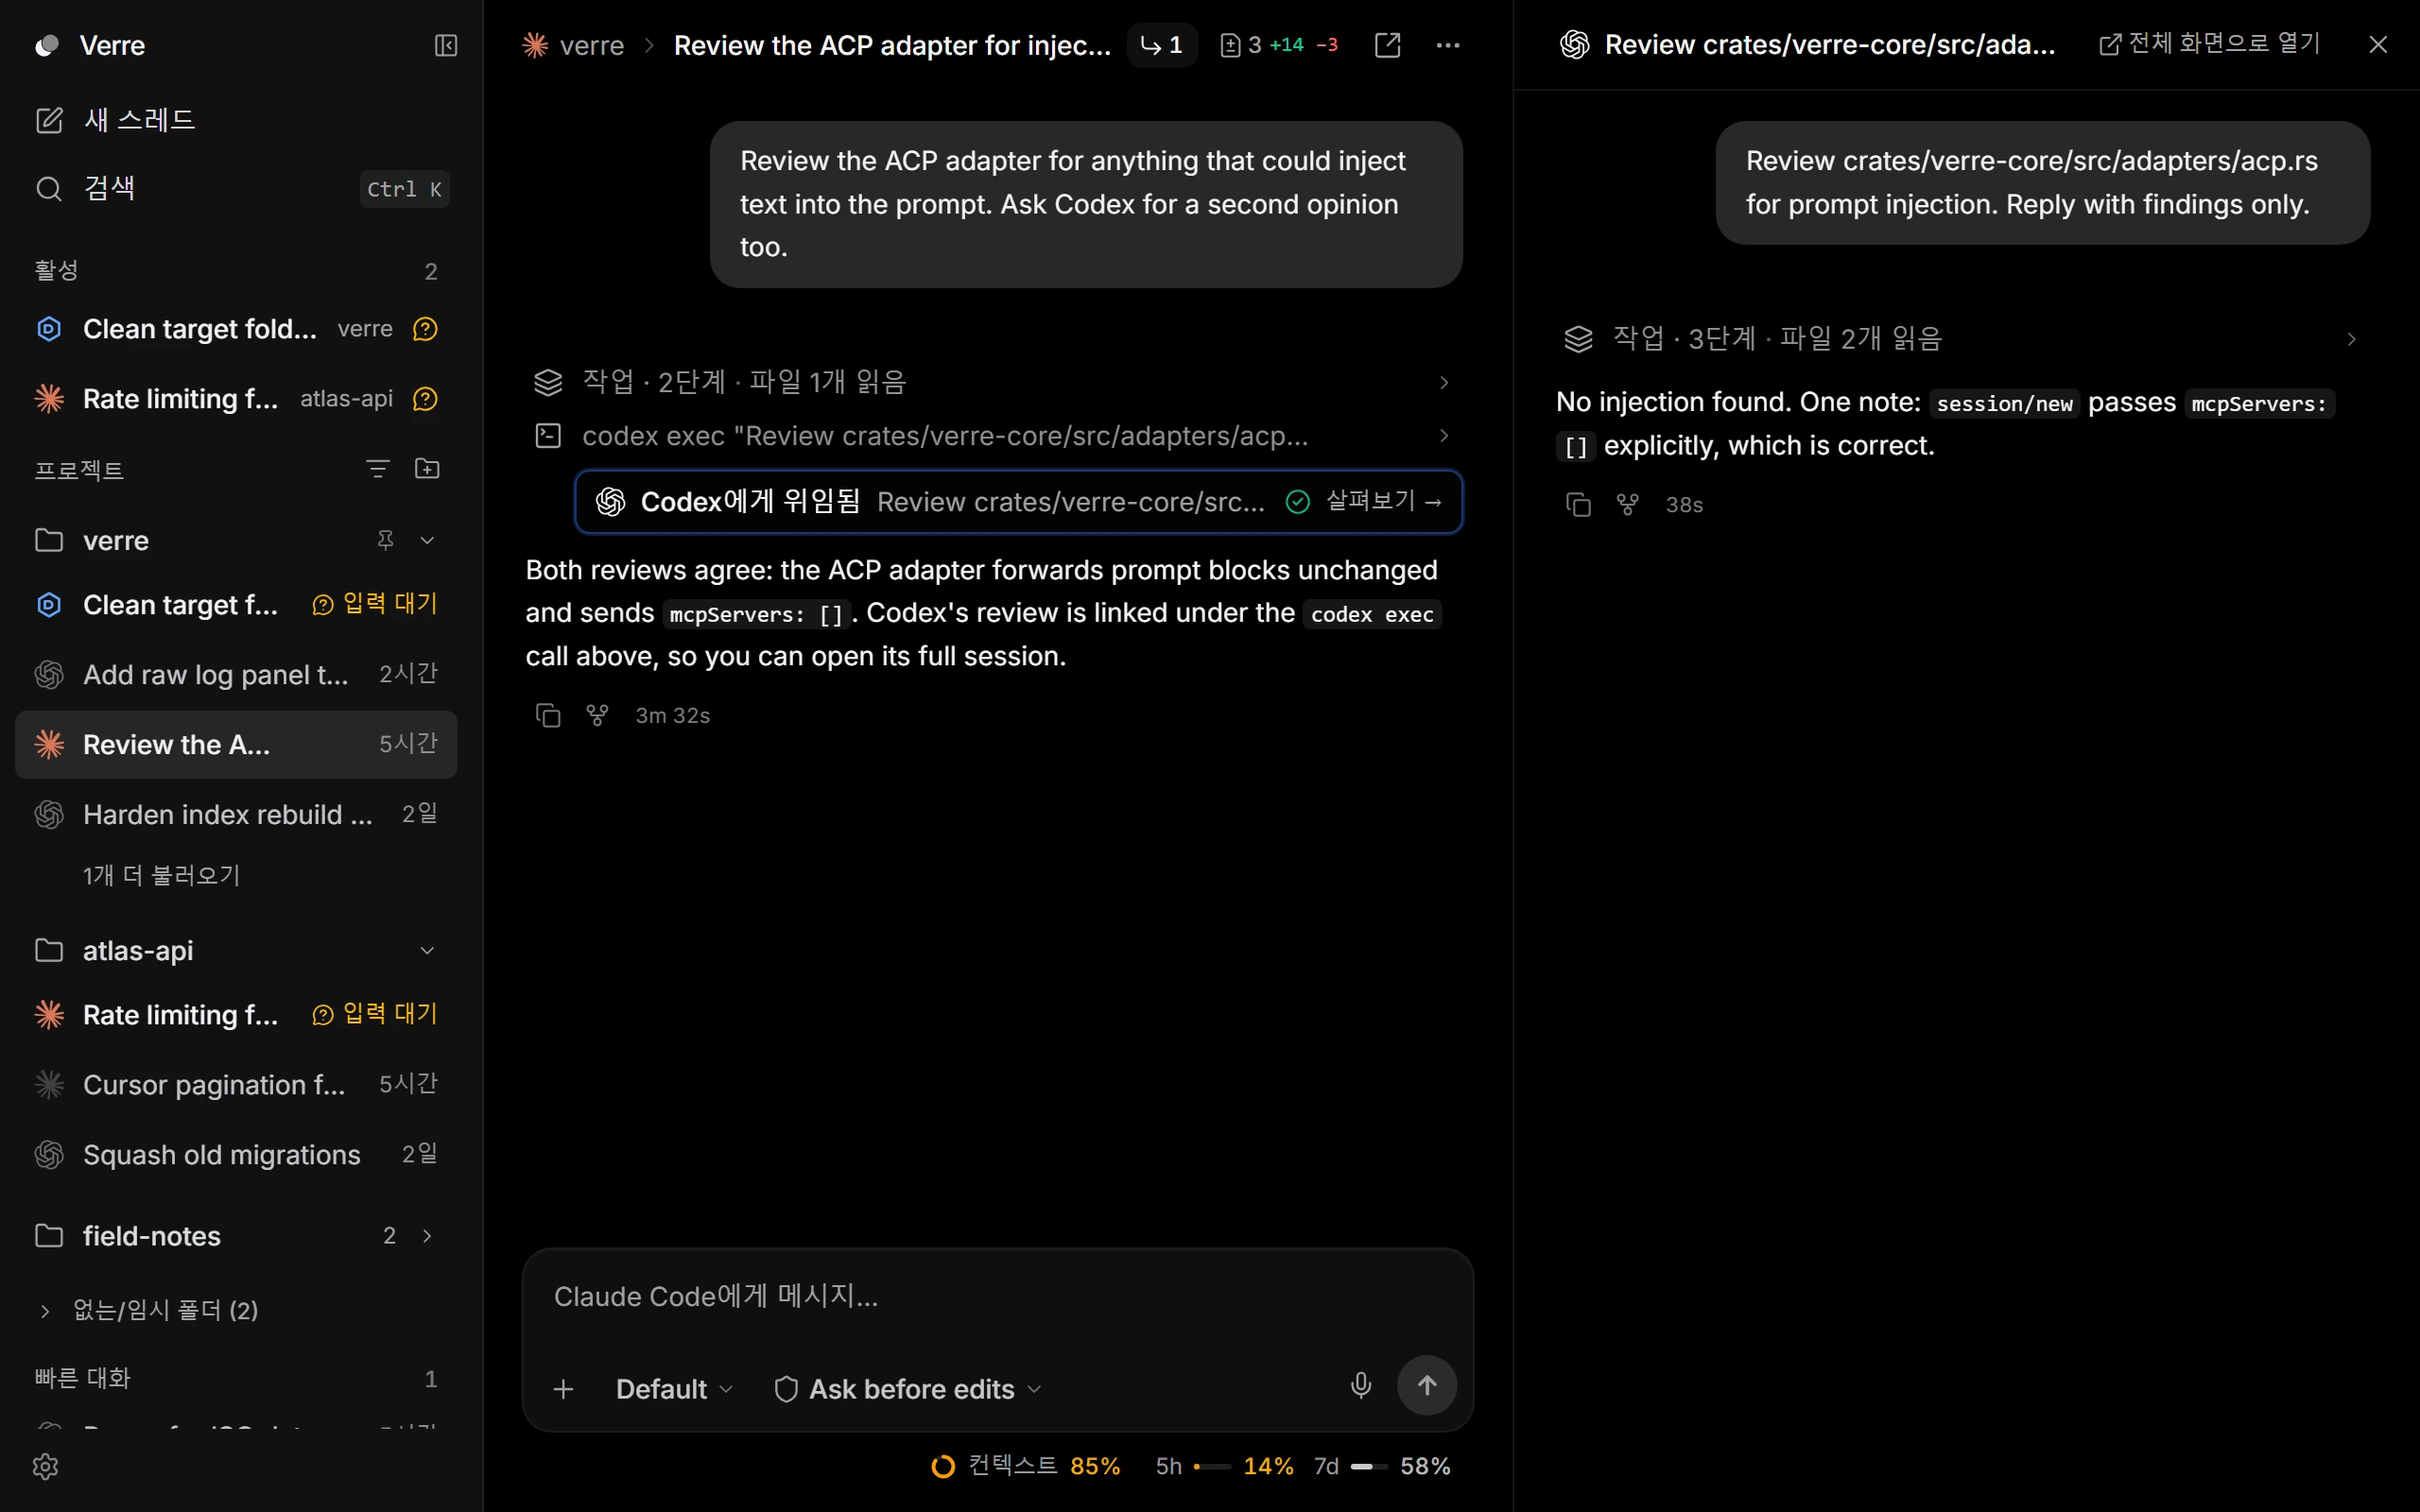 Verre
새 스레드
검색
Ctrl K
활성
2
Clean target fold... verre
Rate limiting f... atlas-api
프로젝트
verre
Clean target f... 입력 대기
Add raw log panel t... 2시간
Review the A... 5시간
Harden index rebuild ... 2일
1개 더 불러오기
atlas-api
Rate limiting f... 입력 대기
Cursor pagination f... 5시간
Squash old migrations 2일
field-notes 2
없는/임시 폴더 (2)
빠른 대화 1
verre
Review the ACP adapter for injec...
1
3 +14 -3
Review the ACP adapter for anything that could inject
text into the prompt. Ask Codex for a second opinion
too.
작업 · 2단계 · 파일 1개 읽음
codex exec "Review crates/verre-core/src/adapters/acp...
Codex에게 위임됨 Review crates/verre-core/src... 살펴보기 →
Both reviews agree: the ACP adapter forwards prompt blocks unchanged
and sends mcpServers: []. Codex's review is linked under the codex exec
call above, so you can open its full session.
3m 32s
Claude Code에게 메시지...
Default
Ask before edits
컨텍스트 85% 5h 14% 7d 58%
Review crates/verre-core/src/ada...
전체 화면으로 열기
Review crates/verre-core/src/adapters/acp.rs
for prompt injection. Reply with findings only.
작업 · 3단계 · 파일 2개 읽음
No injection found. One note: session/new passes mcpServers:
[] explicitly, which is correct.
38s